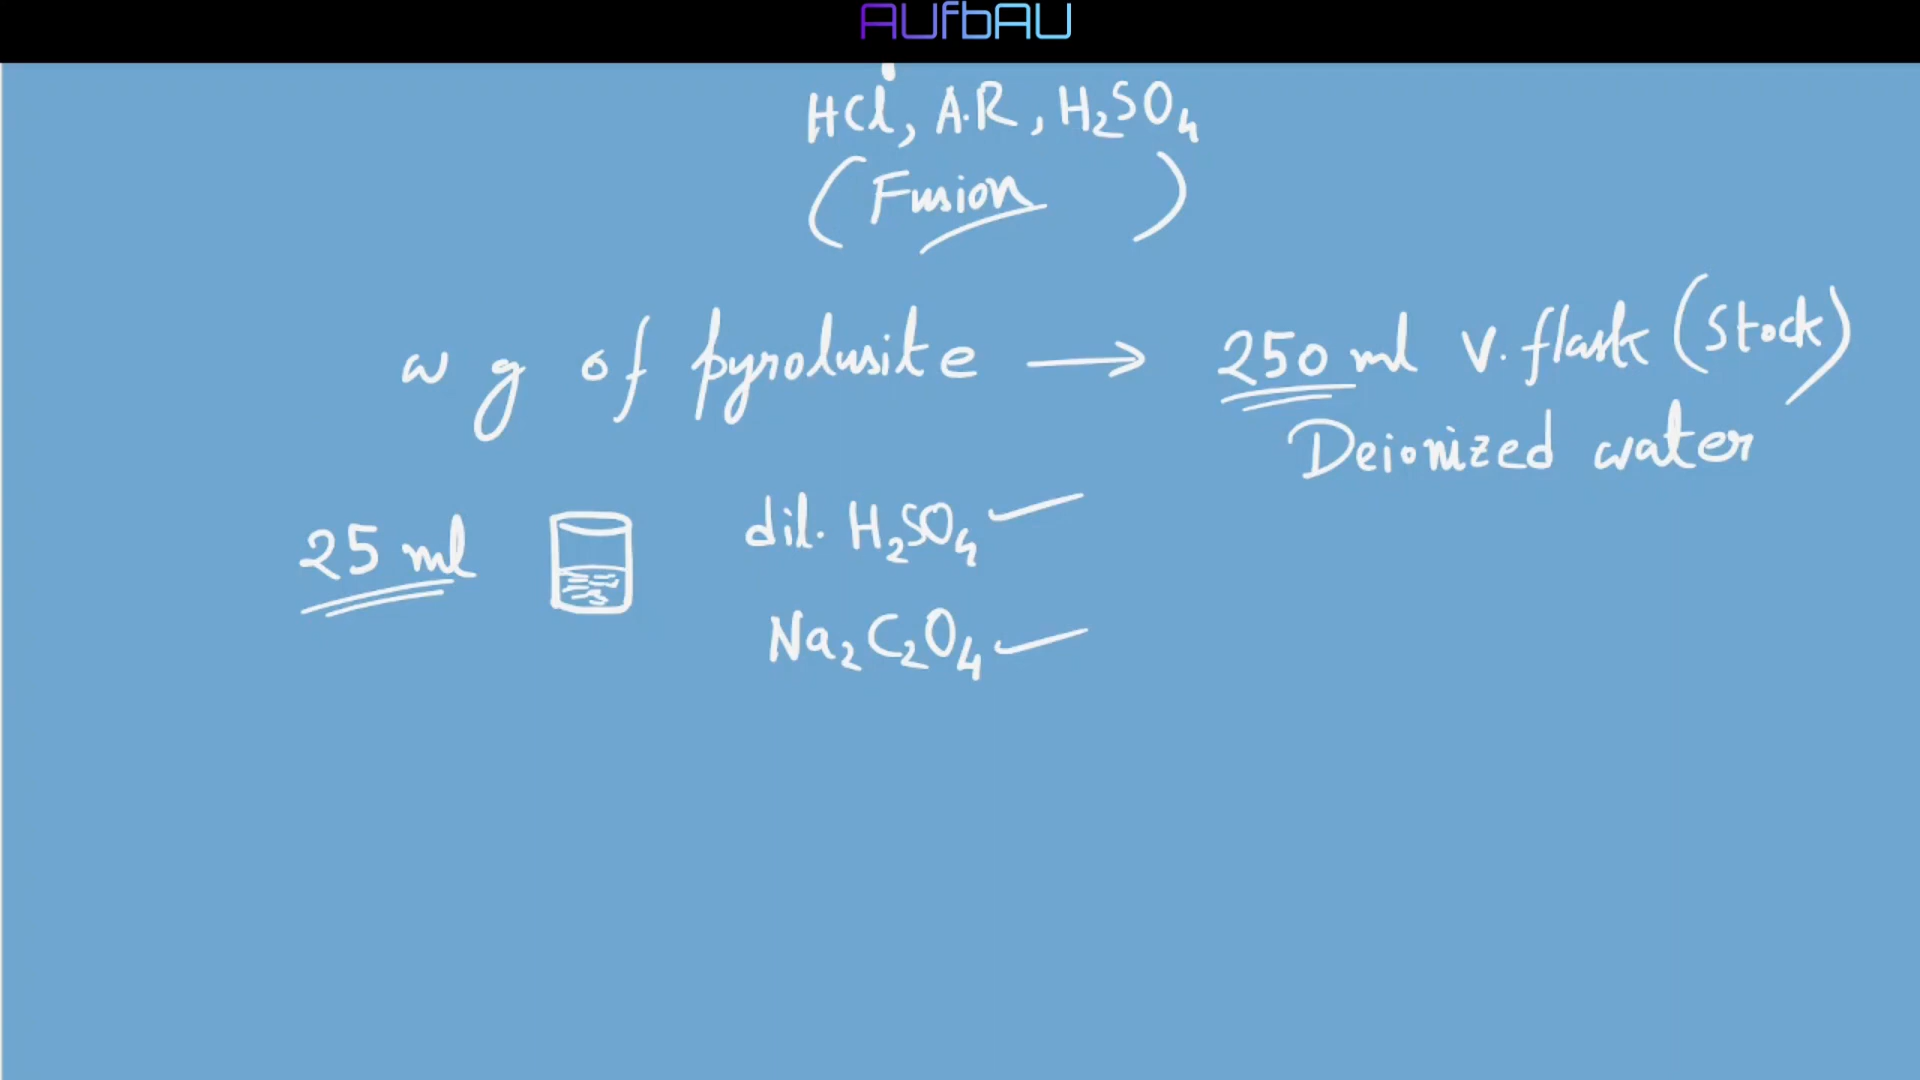 AUfbAU
HCl, A.R, H₂SO₄
(Fusion)
w g of pyrolusite → 250 ml v. flask (Stock)
Deionized water
25 ml dil. H₂SO₄
Na₂C₂O₄